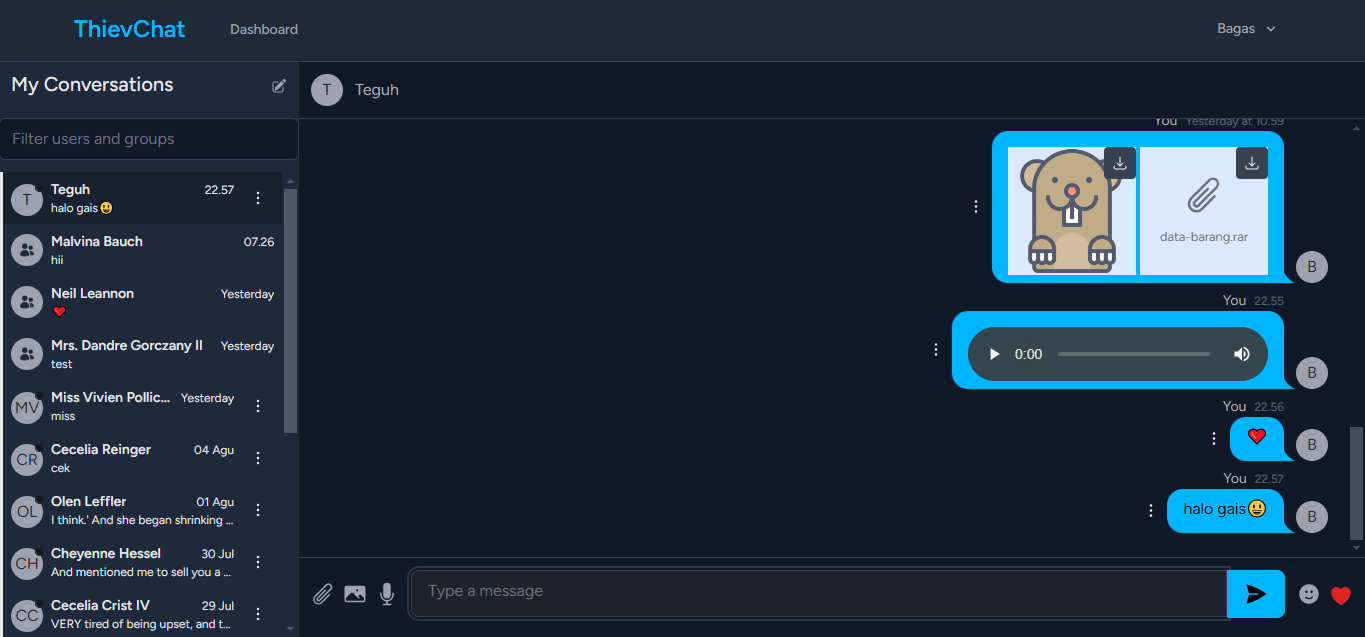 ThievChat
Dashboard
Bagas
My Conversations
Filter users and groups
T
Teguh
22.57
halo gais😃
Malvina Bauch
07.26
hii
Neil Leannon
Yesterday
❤️
Mrs. Dandre Gorczany II
Yesterday
test
MV
Miss Vivien Pollic...
Yesterday
miss
CR
Cecelia Reinger
04 Agu
cek
OL
Olen Leffler
01 Agu
I think.' And she began shrinking ...
CH
Cheyenne Hessel
30 Jul
And mentioned me to sell you a ...
CC
Cecelia Crist IV
29 Jul
VERY tired of being upset, and t...
T
Teguh
You Yesterday at 10.59
data-barang.rar
B
You 22.55
0:00
B
You 22.56
❤️
B
You 22.57
halo gais😃
B
Type a message